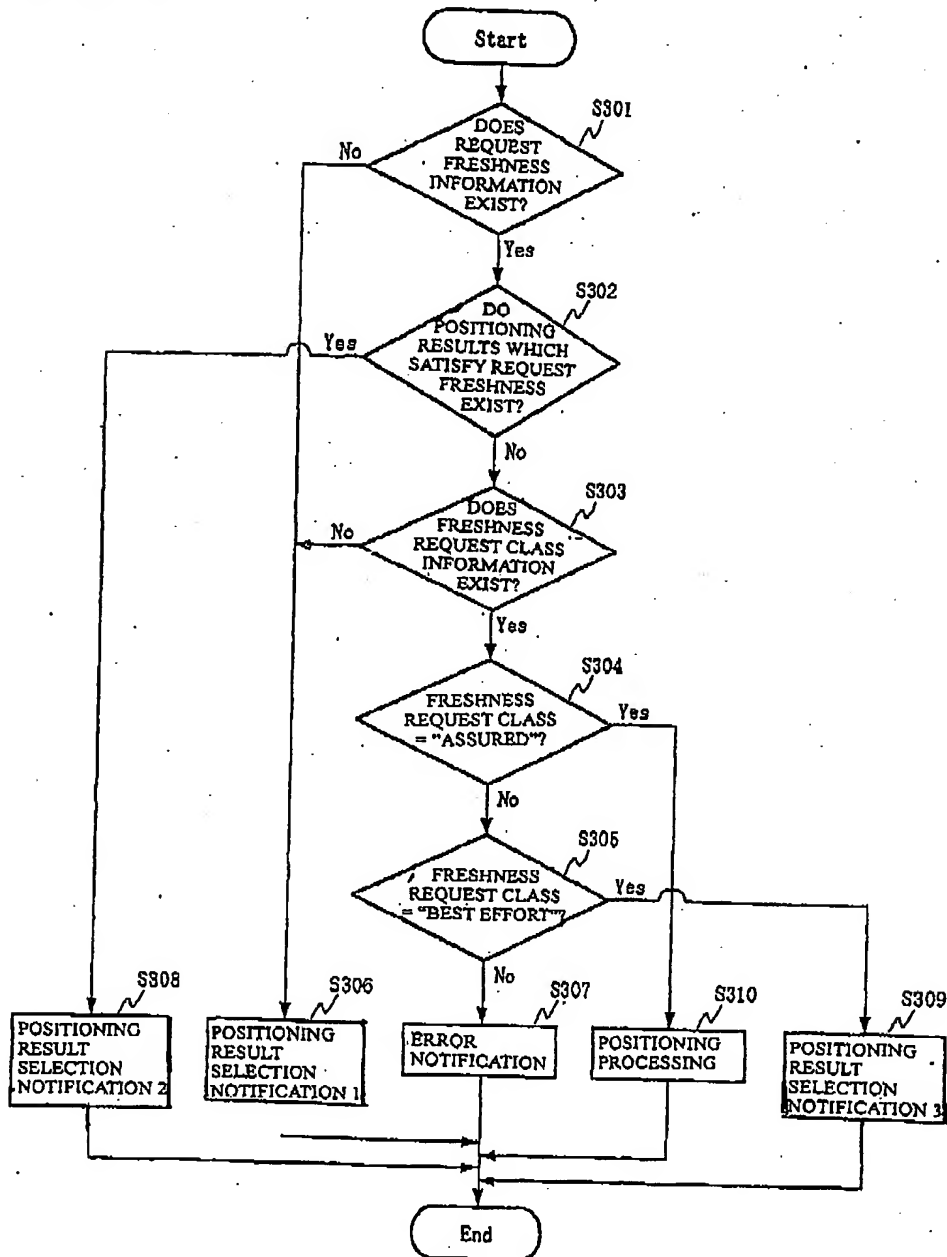 Start
S301
DOES
REQUEST
FRESHNESS
INFORMATION
EXIST?
No
Yes
S302
DO
POSITIONING
RESULTS WHICH
SATISFY REQUEST
FRESHNESS
EXIST?
Yes
No
S303
DOES
FRESHNESS
REQUEST CLASS
INFORMATION
EXIST?
No
Yes
S304
FRESHNESS
REQUEST CLASS
= "ASSURED"?
Yes
No
S305
FRESHNESS
REQUEST CLASS
= "BEST EFFORT"?
Yes
No
S308
POSITIONING
RESULT
SELECTION
NOTIFICATION 2
S306
POSITIONING
RESULT
SELECTION
NOTIFICATION 1
S307
ERROR
NOTIFICATION
S310
POSITIONING
PROCESSING
S309
POSITIONING
RESULT
SELECTION
NOTIFICATION 3
End